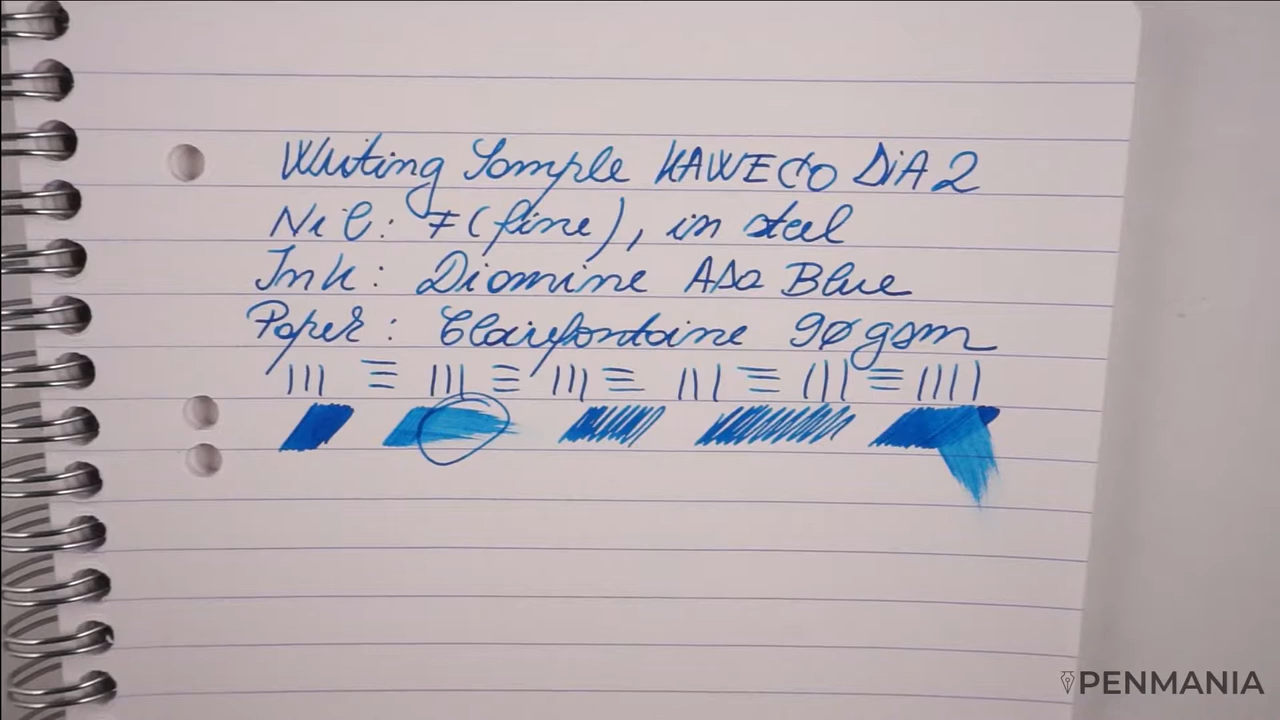 Writing Sample KAWECO DiA 2
Nib: F (fine), in steel
Ink: Diamine ASA Blue
Paper: Clairefontaine 90 gsm
PENMANIA